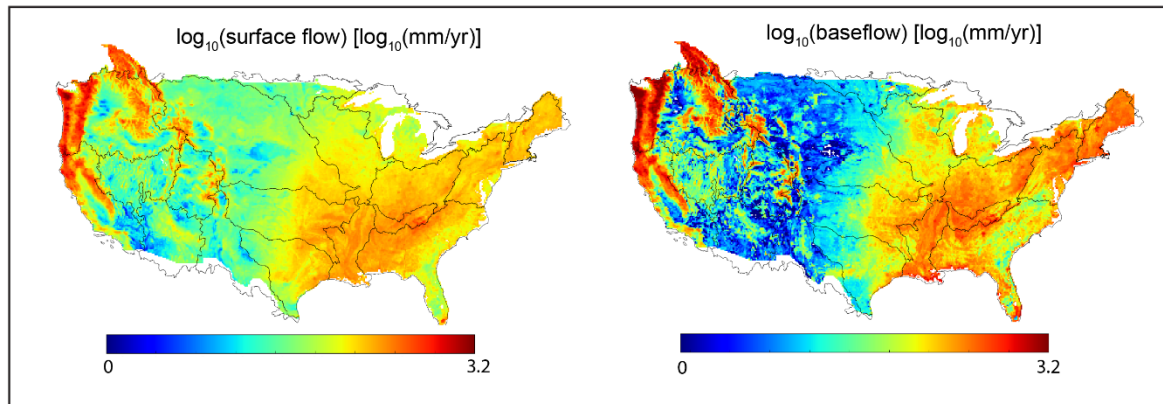 log₁₀(surface flow) [log₁₀(mm/yr)]
log₁₀(baseflow) [log₁₀(mm/yr)]
0 3.2
0 3.2